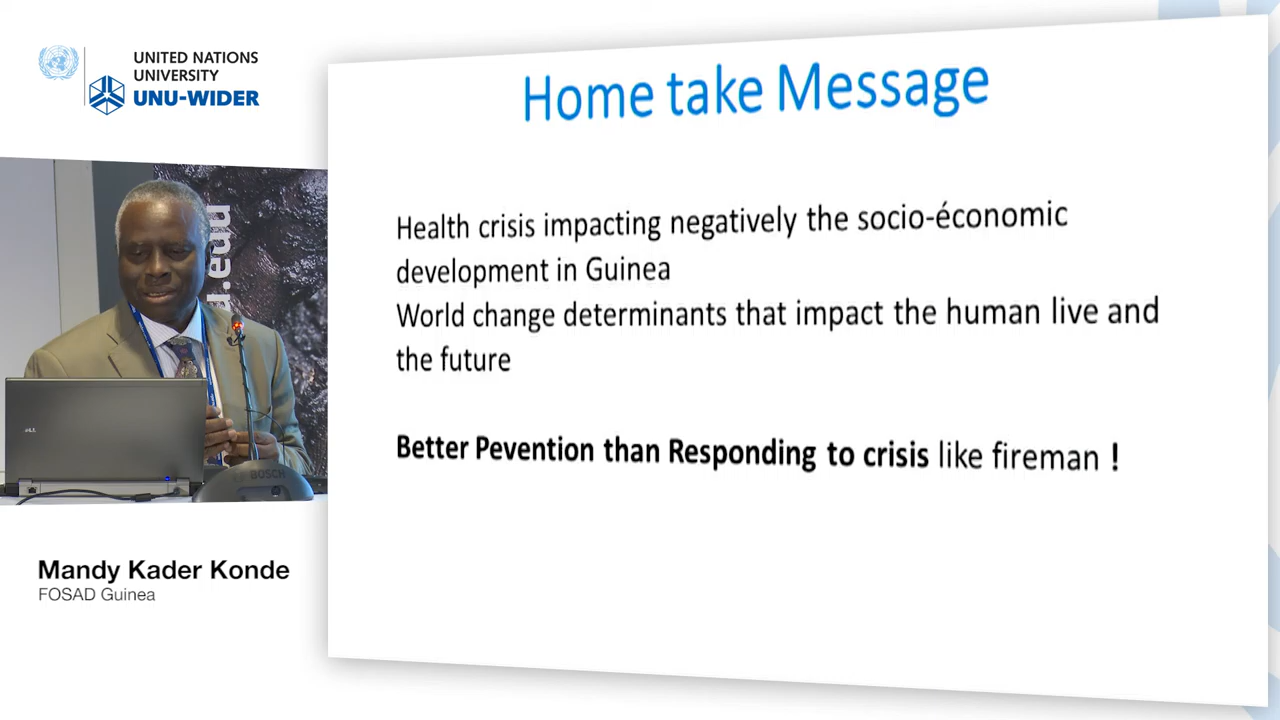 UNITED NATIONS
UNIVERSITY
UNU-WIDER
Home take Message
Health crisis impacting negatively the socio-économic
development in Guinea
World change determinants that impact the human live and
the future
Better Pevention than Responding to crisis like fireman !
DELL
BOSCH
Mandy Kader Konde
FOSAD Guinea